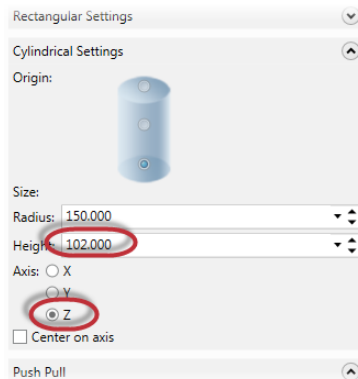 Rectangular Settings
Cylindrical Settings
Origin:
Size:
Radius: 150.000
Height: 102.000
Axis: X
Y
Z
Center on axis
Push Pull